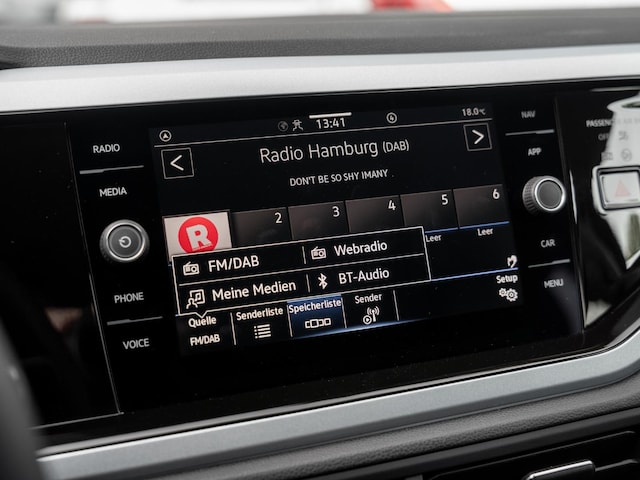 18.0°C
13:41
Radio Hamburg (DAB)
DON'T BE SO SHY IMANY
R 2 3 4 5 6
Leer Leer
FM/DAB Webradio
Meine Medien BT-Audio
Quelle Senderliste Speicherliste Sender Setup
FM/DAB
RADIO
MEDIA
PHONE
VOICE
NAV
APP
CAR
MENU
OFF